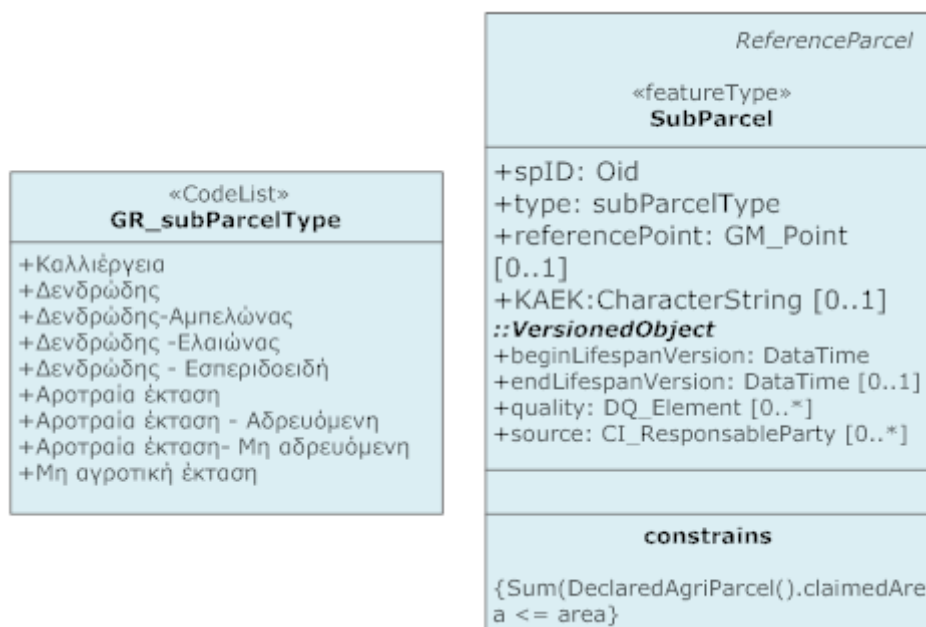 «CodeList»
GR_subParcelType
+Καλλιέργεια
+Δενδρώδης
+Δενδρώδης-Αμπελώνας
+Δενδρώδης -Ελαιώνας
+Δενδρώδης - Εσπεριδοειδή
+Αροτραία έκταση
+Αροτραία έκταση - Αδρευόμενη
+Αροτραία έκταση- Μη αδρευόμενη
+Μη αγροτική έκταση
ReferenceParcel
«featureType»
SubParcel
+spID: Oid
+type: subParcelType
+referencePoint: GM_Point
[0..1]
+KAEK:CharacterString [0..1]
::VersionedObject
+beginLifespanVersion: DataTime
+endLifespanVersion: DataTime [0..1]
+quality: DQ_Element [0..*]
+source: CI_ResponsableParty [0..*]
constrains
{Sum(DeclaredAgriParcel().claimedAre
a <= area}